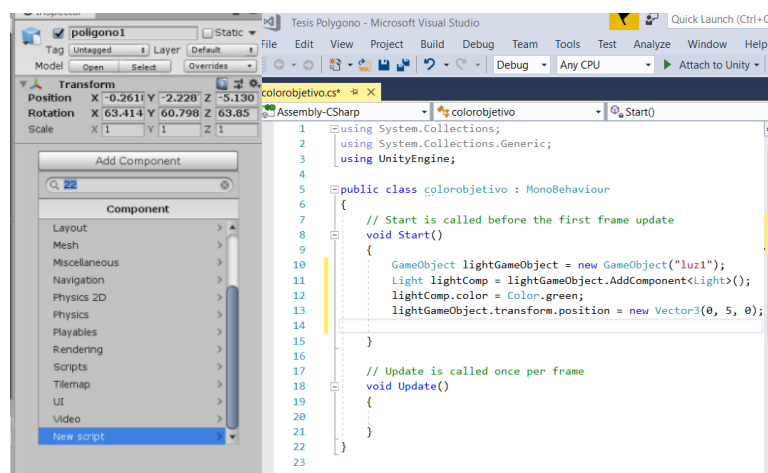 Inspector
poligono1
Static
Tag Untagged Layer Default
Model Open Select Overrides
Transform
Position X -0.261 Y -2.228 Z -5.130
Rotation X 63.414 Y 60.798 Z 63.85
Scale X 1 Y 1 Z 1
Add Component
22
Component
Layout
Mesh
Miscellaneous
Navigation
Physics 2D
Physics
Playables
Rendering
Scripts
Tilemap
UI
Video
New script
Tesis Polygono - Microsoft Visual Studio
Quick Launch (Ctrl+Q
File Edit View Project Build Debug Team Tools Test Analyze Window Help
Debug Any CPU Attach to Unity
colorobjetivo.cs*
Assembly-CSharp colorobjetivo Start()
1 using System.Collections;
2 using System.Collections.Generic;
3 using UnityEngine;
4
5 public class colorobjetivo : MonoBehaviour
6 {
7 // Start is called before the first frame update
8 void Start()
9 {
10 GameObject lightGameObject = new GameObject("luz1");
11 Light lightComp = lightGameObject.AddComponent<Light>();
12 lightComp.color = Color.green;
13 lightGameObject.transform.position = new Vector3(0, 5, 0);
14
15 }
16
17 // Update is called once per frame
18 void Update()
19 {
20
21 }
22 }
23